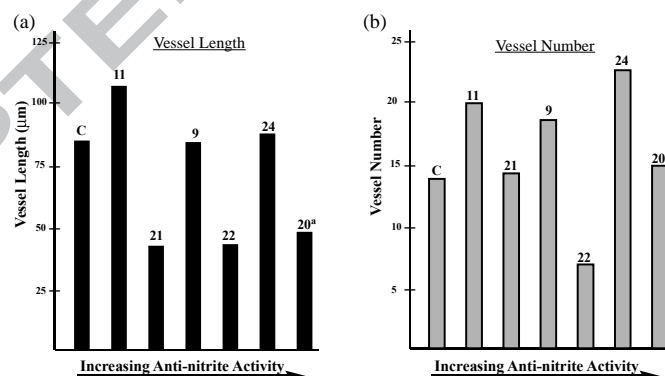 (a)
Vessel Length
Vessel Length (μm)
125
100
75
50
25
C
11
21
9
22
24
20ᵃ
Increasing Anti-nitrite Activity
(b)
Vessel Number
Vessel Number
25
20
15
10
5
C
11
21
9
22
24
20
Increasing Anti-nitrite Activity